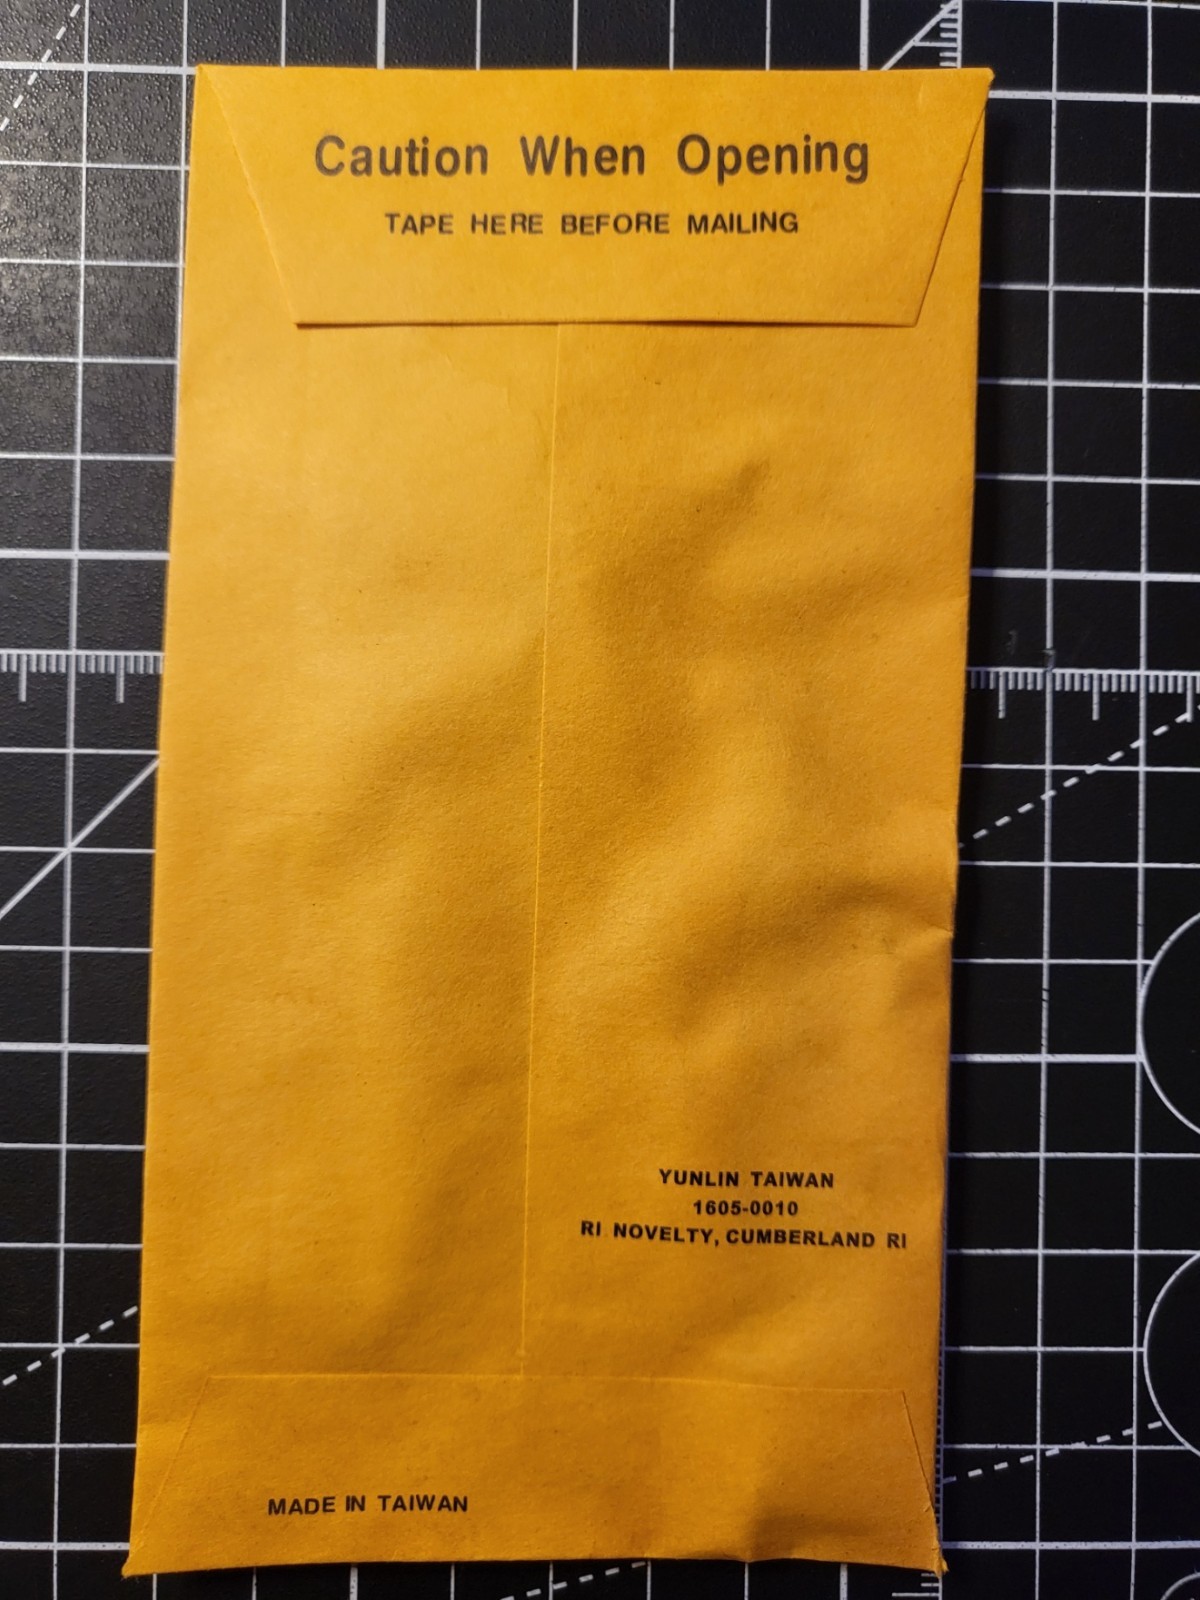 Caution When Opening
TAPE HERE BEFORE MAILING
YUNLIN TAIWAN
1605-0010
RI NOVELTY, CUMBERLAND RI
MADE IN TAIWAN